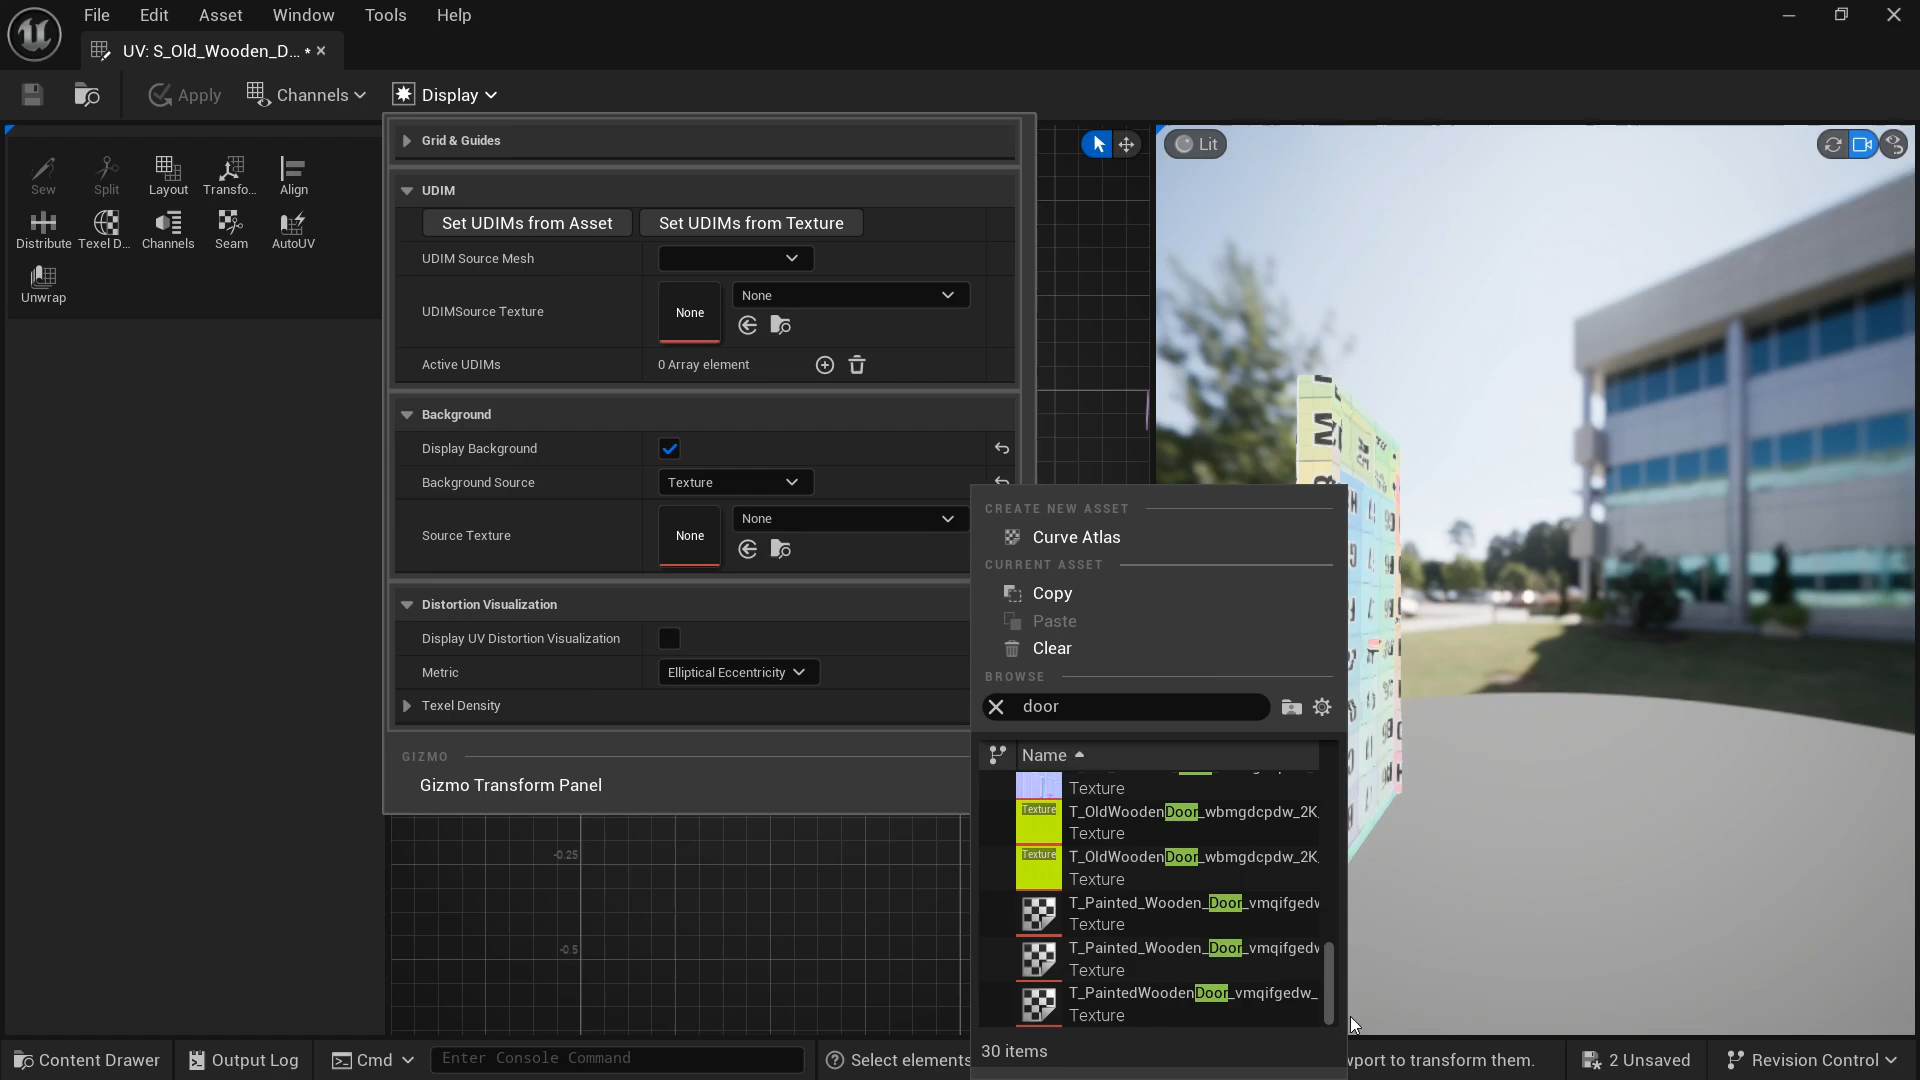 File Edit Asset Window Tools Help
UV: S_Old_Wooden_D... *
Apply Channels Display
Grid & Guides
Lit
Sew Split Layout Transfo... Align
UDIM
Set UDIMs from Asset Set UDIMs from Texture
Distribute Texel D... Channels Seam AutoUV
UDIM Source Mesh
Unwrap
UDIMSource Texture None None
Active UDIMs 0 Array element
Background
Display Background
Background Source Texture
Source Texture None None
Distortion Visualization
Display UV Distortion Visualization
Metric Elliptical Eccentricity
Texel Density
GIZMO
Gizmo Transform Panel
CREATE NEW ASSET
Curve Atlas
CURRENT ASSET
Copy
Paste
Clear
BROWSE
door
Name
Texture
Texture T_OldWoodenDoor_wbmgdcpdw_2K_
Texture
Texture T_OldWoodenDoor_wbmgdcpdw_2K_
Texture
T_Painted_Wooden_Door_vmqifgedw
Texture
T_Painted_Wooden_Door_vmqifgedw
Texture
T_PaintedWoodenDoor_vmqifgedw_
Texture
30 items
-0.25
-0.5
Content Drawer Output Log Cmd Enter Console Command Select elements wport to transform them. 2 Unsaved Revision Control